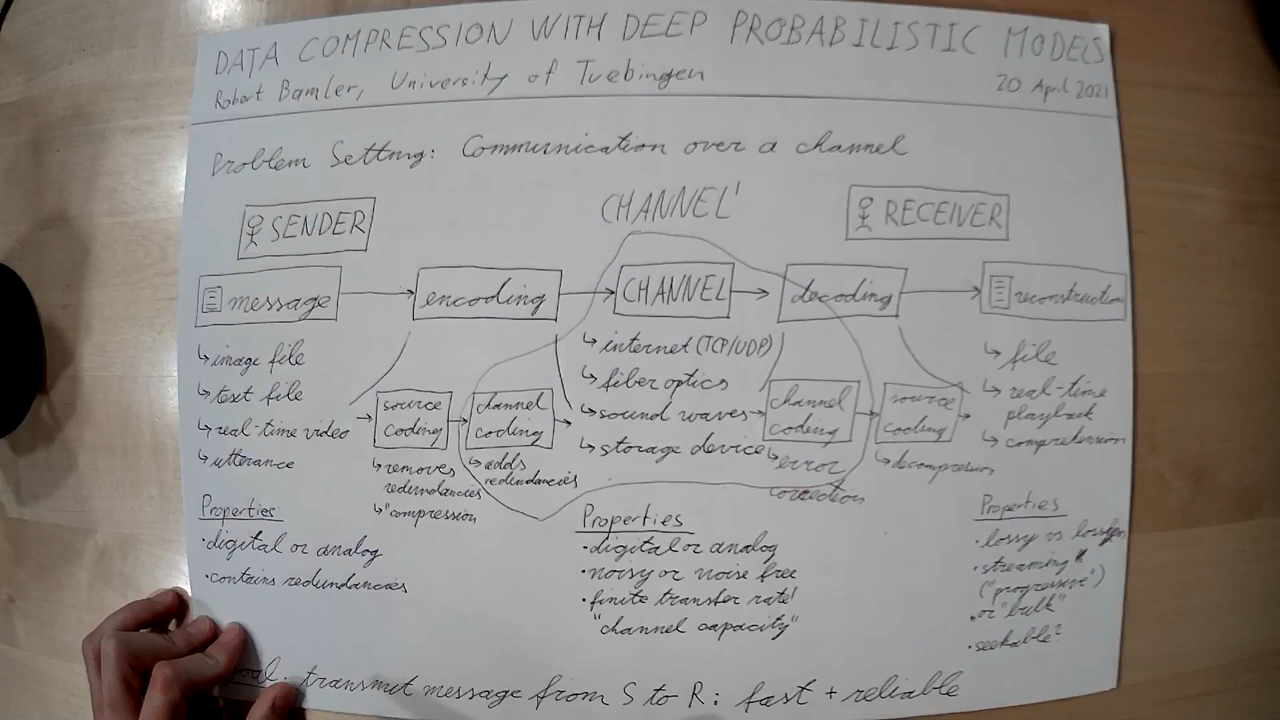 DATA COMPRESSION WITH DEEP PROBABILISTIC MODELS
Robert Bamler, University of Tuebingen
20 April 2021
Problem Setting: Communication over a channel
SENDER
CHANNEL'
RECEIVER
message
encoding
CHANNEL
decoding
reconstruction
↳ image file
↳ text file
↳ real-time video
↳ utterance
source
coding
↳ removes
redundancies
↳ "compression
channel
coding
↳ adds
redundancies
↳ internet (TCP/UDP)
↳ fiber optics
↳ sound waves
↳ storage device
channel
coding
↳ error
correction
source
coding
↳ decompression
↳ file
↳ real-time
playback
↳ comprehension
Properties
· digital or analog
· contains redundancies
Properties
· digital or analog
· noisy or noise free
· finite transfer rate!
"channel capacity"
Properties
· lossy vs lossless
· streaming"
("progressive")
· or "bulk"
· seekable?
Goal: transmit message from S to R: fast + reliable